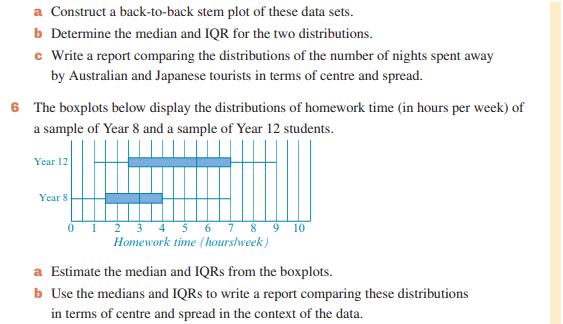 a Construct a back-to-back stem plot of these data sets.
b Determine the median and IQR for the two distributions.
c Write a report comparing the distributions of the number of nights spent away
by Australian and Japanese tourists in terms of centre and spread.
6 The boxplots below display the distributions of homework time (in hours per week) of
a sample of Year 8 and a sample of Year 12 students.
Year 12
Year 8
0 1 2 3 4 5 6 7 8 9 10
Homework time (hours/week)
a Estimate the median and IQRs from the boxplots.
b Use the medians and IQRs to write a report comparing these distributions
in terms of centre and spread in the context of the data.